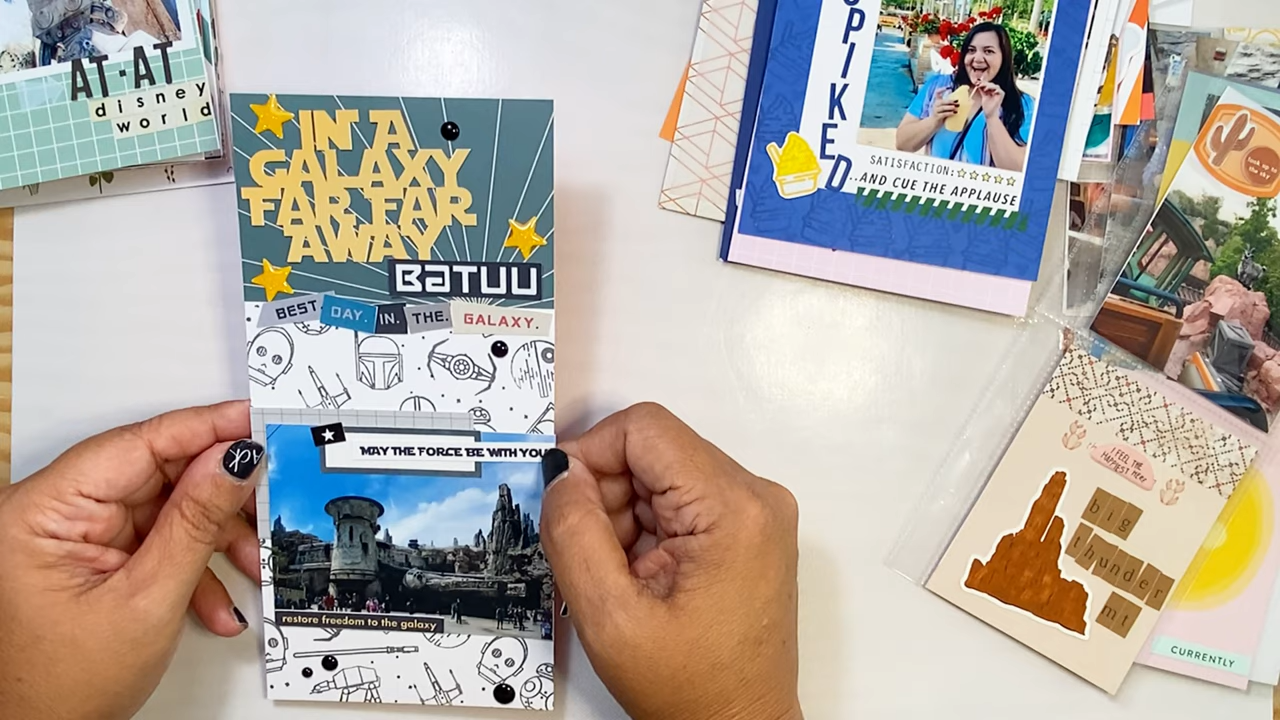 AT-AT
disney
world
IN A
GALAXY
FAR FAR
AWAY
BATUU
BEST DAY. IN. THE. GALAXY.
MAY THE FORCE BE WITH YOU
restore freedom to the galaxy
ACK
PIKED
SATISFACTION:
..AND CUE THE APPLAUSE
look up to
the sky
I FEEL THE
HAPPIEST HERE
big
thunder
mt
CURRENTLY